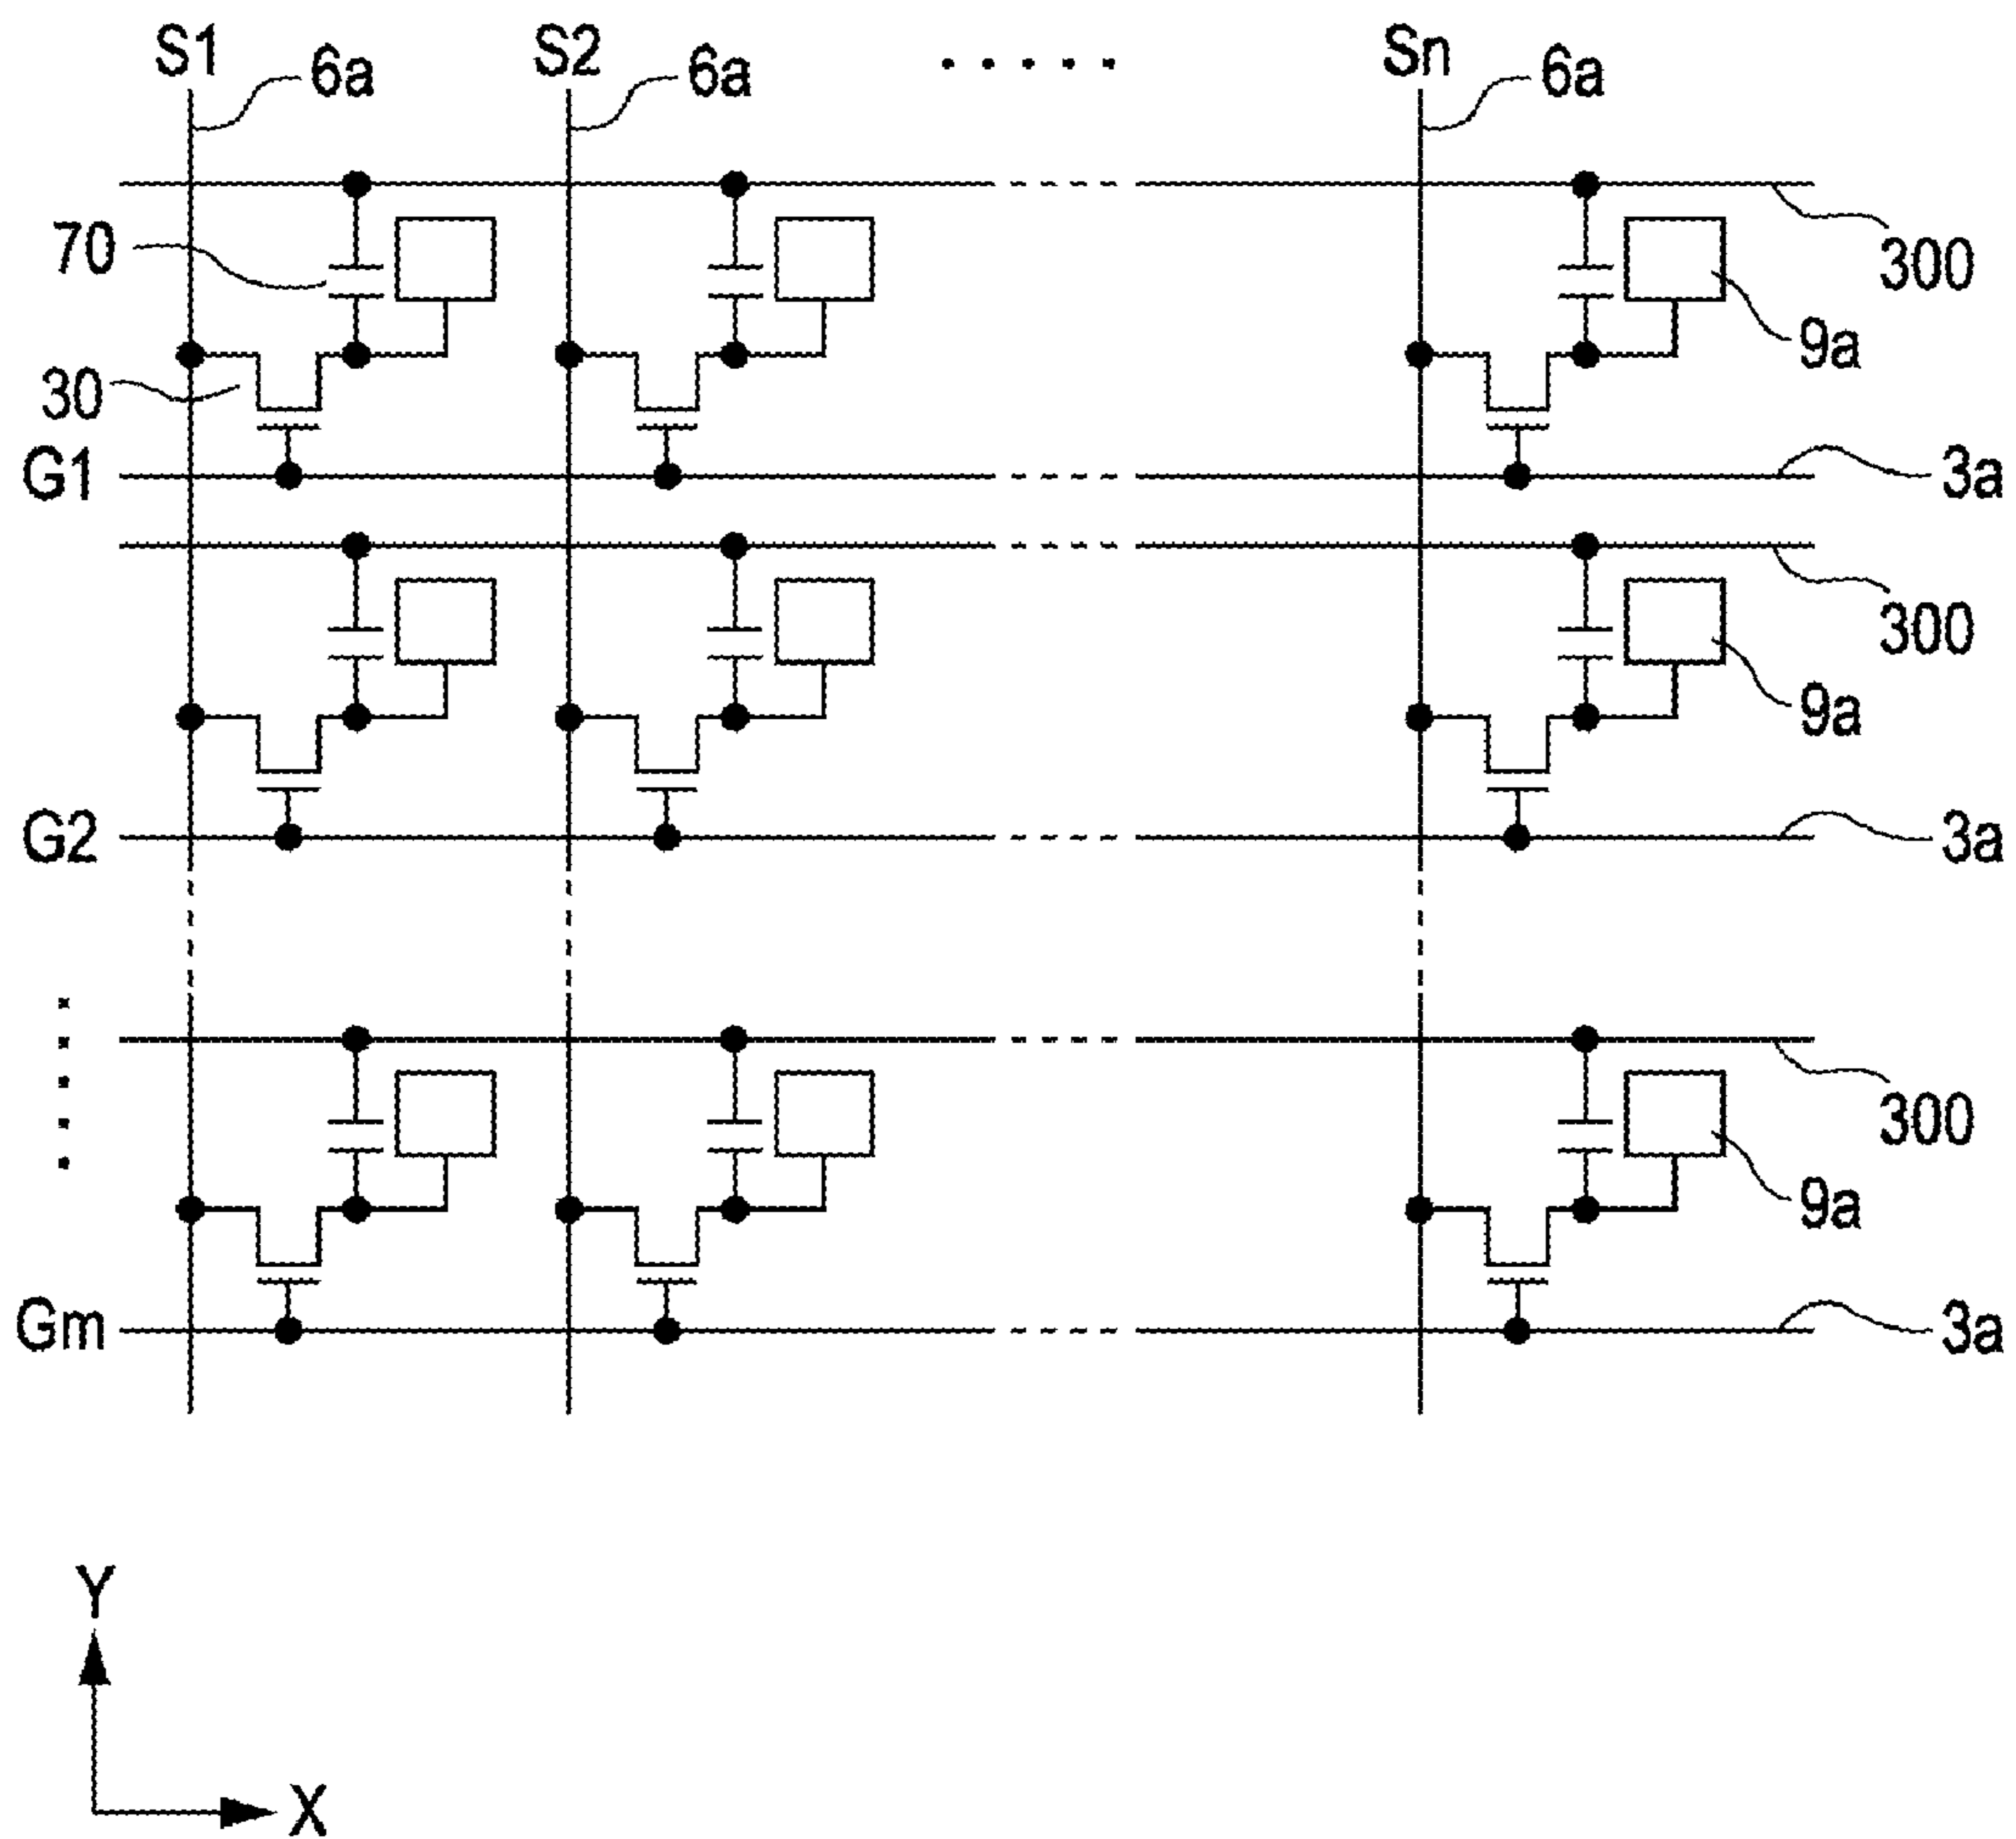 S1 6a S2 6a ..... Sn 6a
70 300
9a
30
G1 3a
300
9a
G2 3a
300
9a
Gm 3a
Y
X